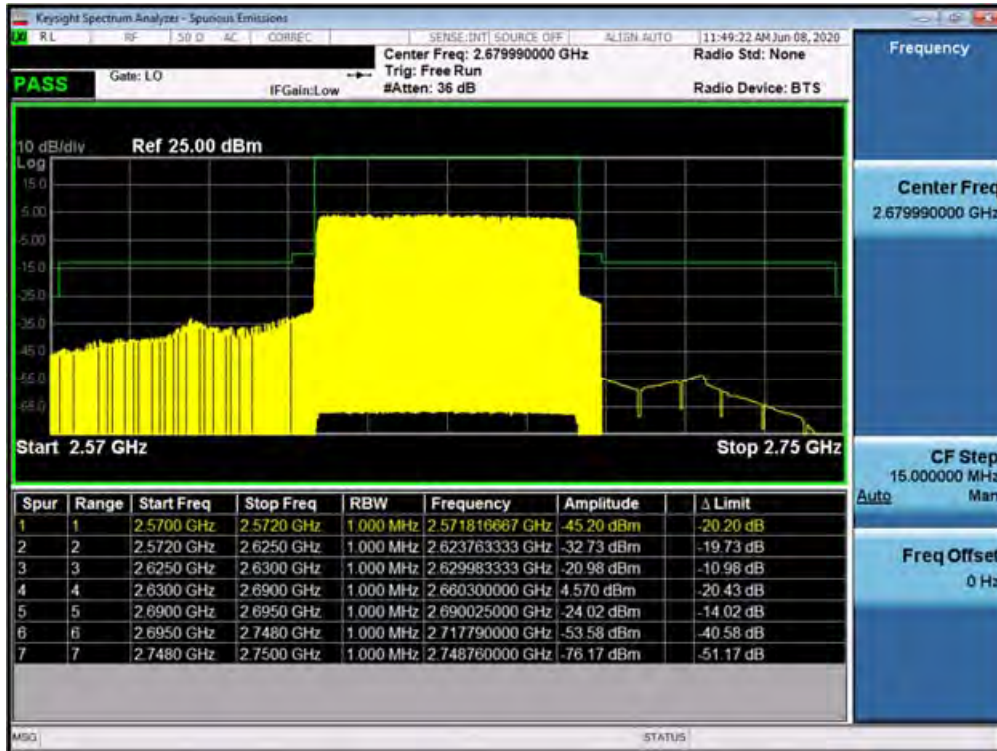 Keysight Spectrum Analyzer - Spurious Emissions
RL RF 50 Ω AC CORREC SENSE:INT SOURCE OFF ALIGN AUTO 11:49:22 AM Jun 08, 2020
Center Freq: 2.679990000 GHz Radio Std: None
Trig: Free Run
PASS Gate: LO IFGain:Low #Atten: 36 dB Radio Device: BTS
Frequency
10 dB/div Ref 25.00 dBm
Log
15.0
5.00
-5.00
-15.0
-25.0
-35.0
-45.0
-55.0
-65.0
Start 2.57 GHz Stop 2.75 GHz
Center Freq
2.679990000 GHz
CF Step
15.000000 MHz
Auto Man
Freq Offset
0 Hz
Spur Range Start Freq Stop Freq RBW Frequency Amplitude Δ Limit
1 1 2.5700 GHz 2.5720 GHz 1.000 MHz 2.571816667 GHz -45.20 dBm -20.20 dB
2 2 2.5720 GHz 2.6250 GHz 1.000 MHz 2.623763333 GHz -32.73 dBm -19.73 dB
3 3 2.6250 GHz 2.6300 GHz 1.000 MHz 2.629983333 GHz -20.98 dBm -10.98 dB
4 4 2.6300 GHz 2.6900 GHz 1.000 MHz 2.660300000 GHz 4.570 dBm -20.43 dB
5 5 2.6900 GHz 2.6950 GHz 1.000 MHz 2.690025000 GHz -24.02 dBm -14.02 dB
6 6 2.6950 GHz 2.7480 GHz 1.000 MHz 2.717790000 GHz -53.58 dBm -40.58 dB
7 7 2.7480 GHz 2.7500 GHz 1.000 MHz 2.748760000 GHz -76.17 dBm -51.17 dB
MSG STATUS